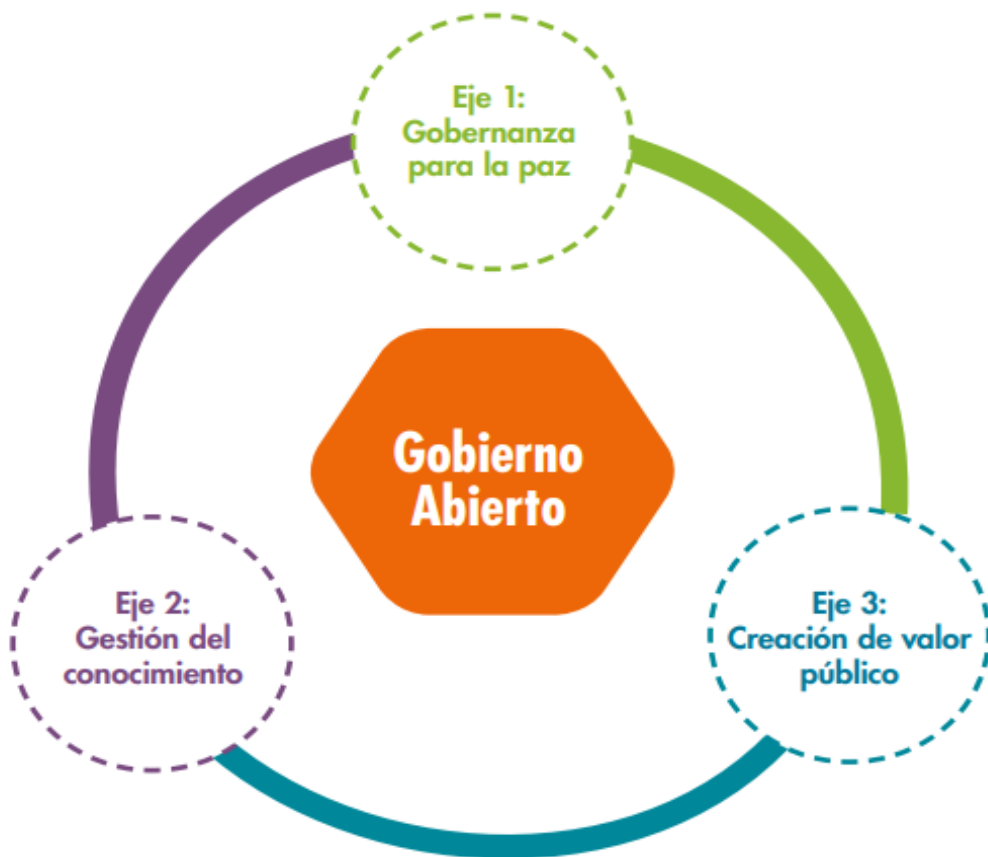 Eje 1:
Gobernanza
para la paz
Gobierno
Abierto
Eje 2:
Gestión del
conocimiento
Eje 3:
Creación de valor
público